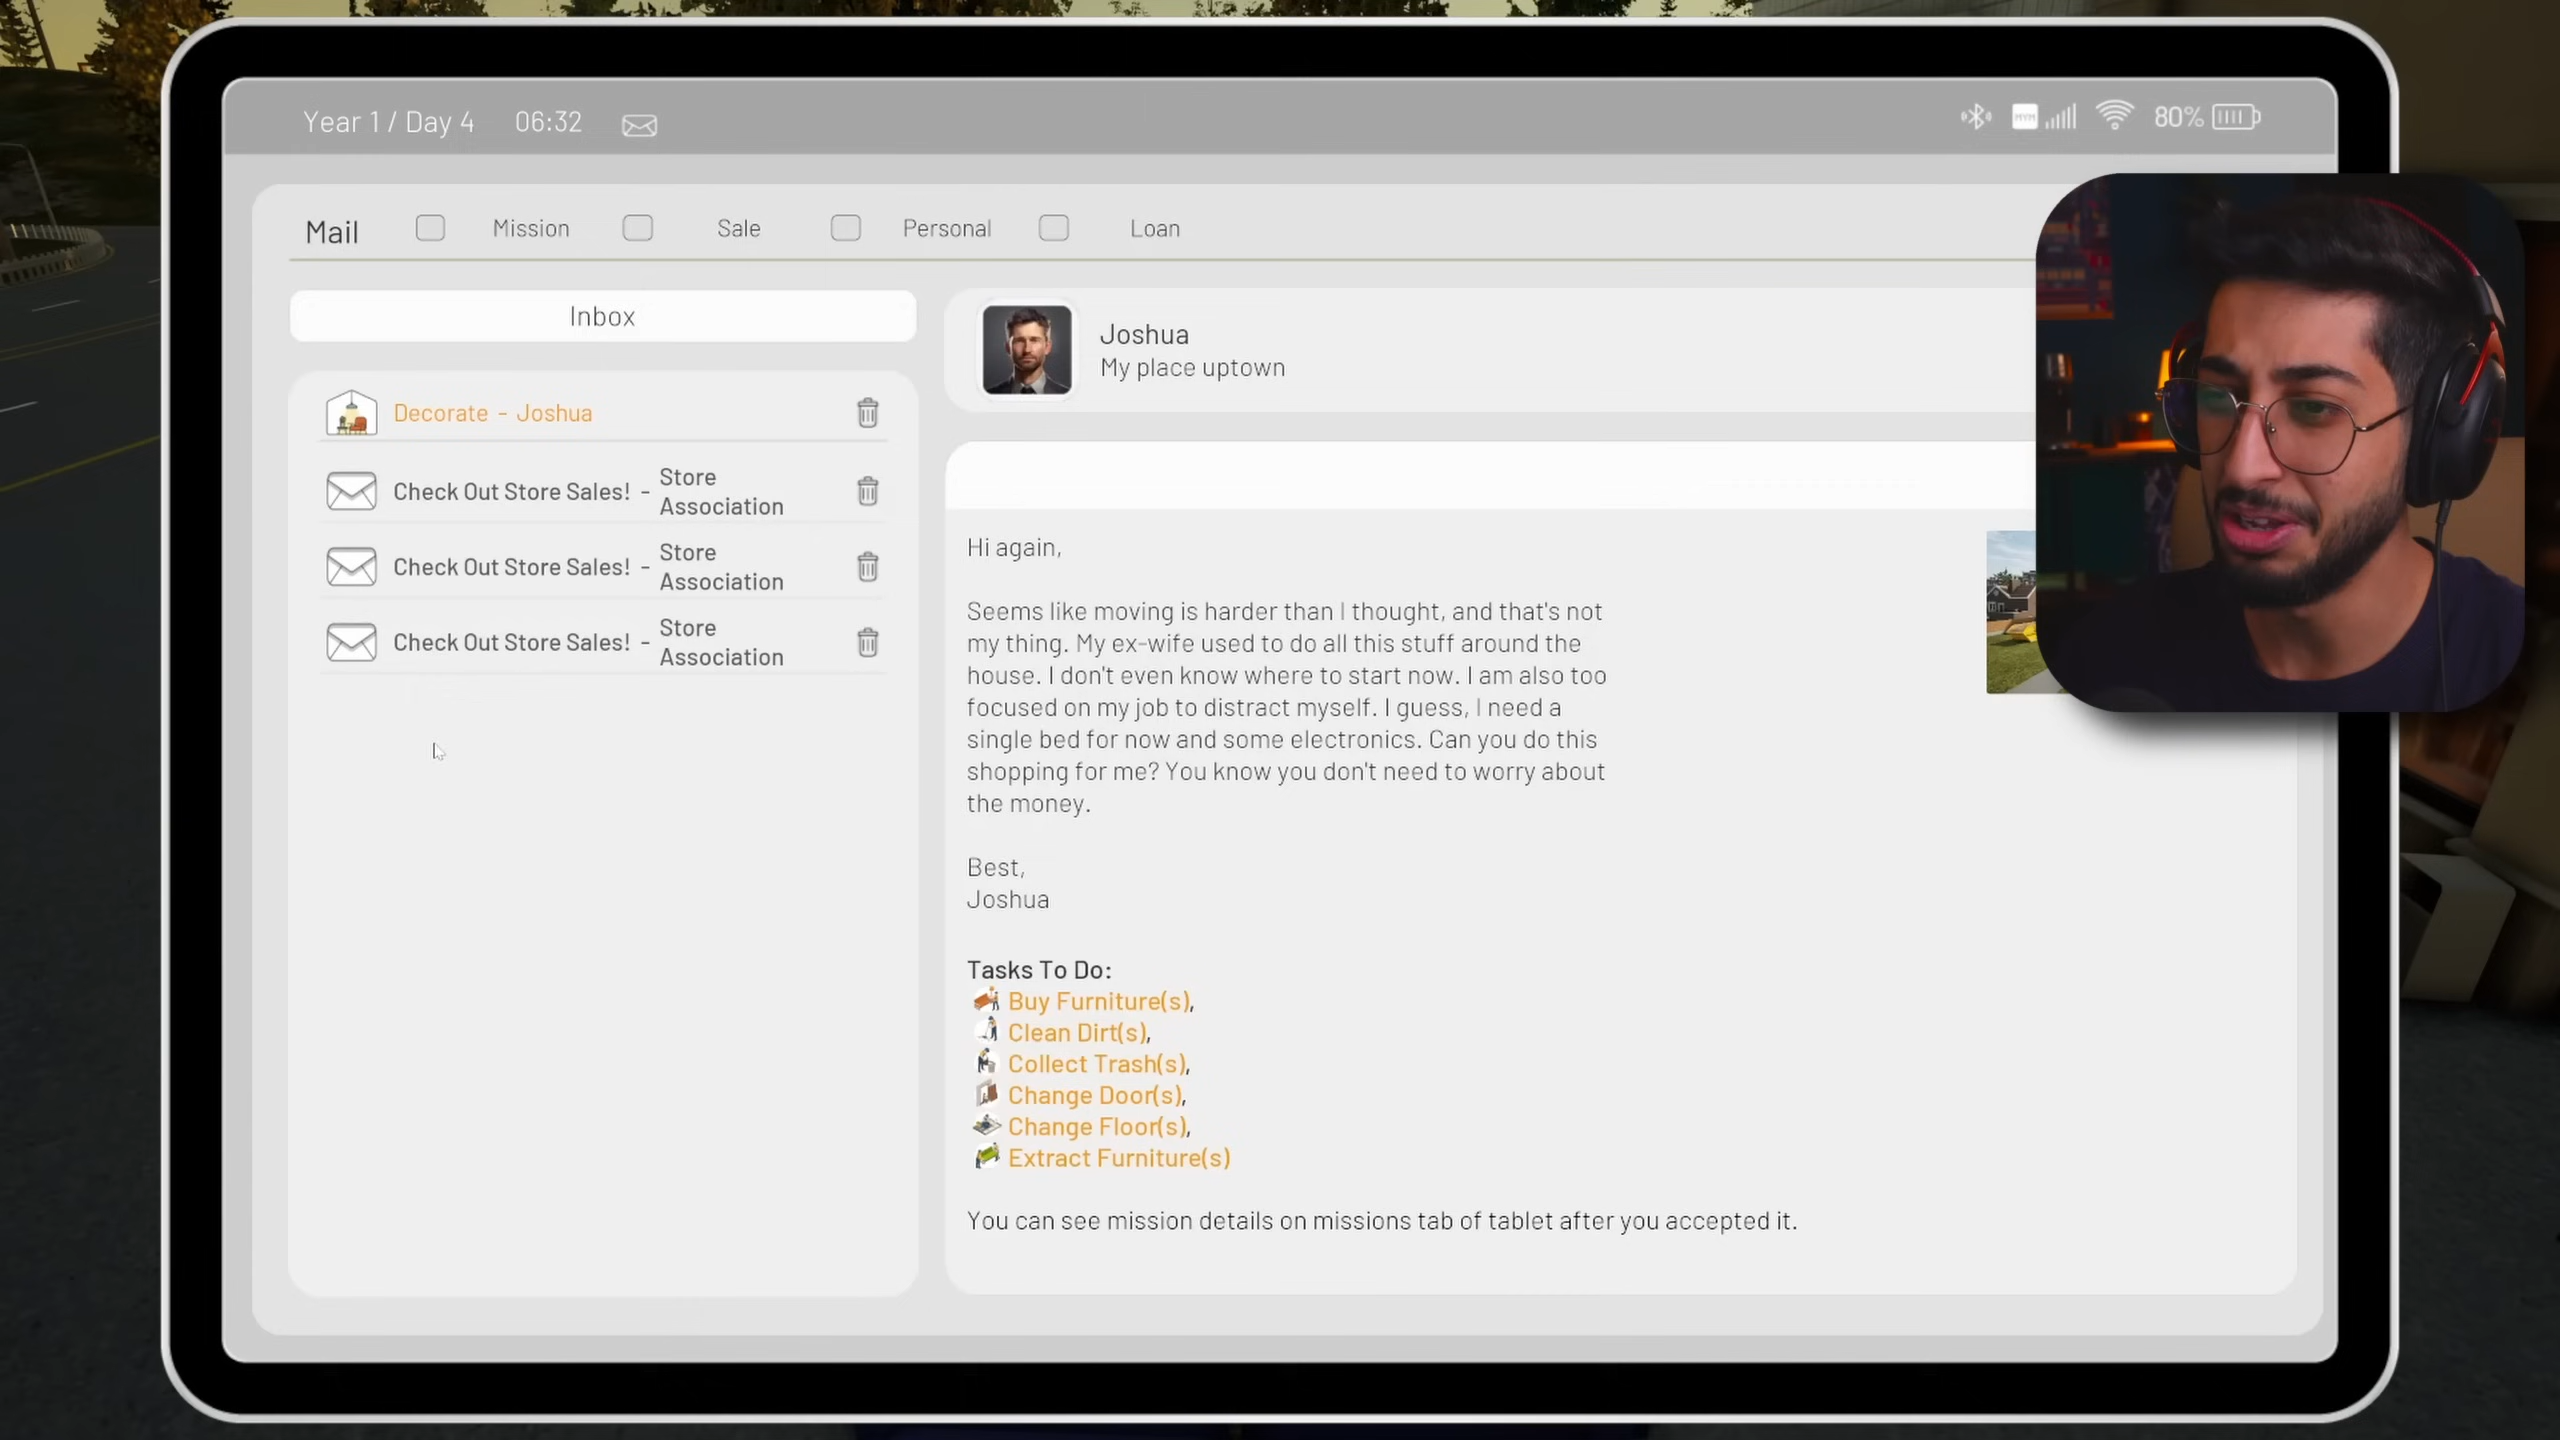 Year 1 / Day 4 06:32
80%
Mail Mission Sale Personal Loan
Inbox
Decorate - Joshua
Check Out Store Sales! - Store Association
Check Out Store Sales! - Store Association
Check Out Store Sales! - Store Association
Joshua
My place uptown
Hi again,
Seems like moving is harder than I thought, and that's not
my thing. My ex-wife used to do all this stuff around the
house. I don't even know where to start now. I am also too
focused on my job to distract myself. I guess, I need a
single bed for now and some electronics. Can you do this
shopping for me? You know you don't need to worry about
the money.
Best,
Joshua
Tasks To Do:
Buy Furniture(s),
Clean Dirt(s),
Collect Trash(s),
Change Door(s),
Change Floor(s),
Extract Furniture(s)
You can see mission details on missions tab of tablet after you accepted it.